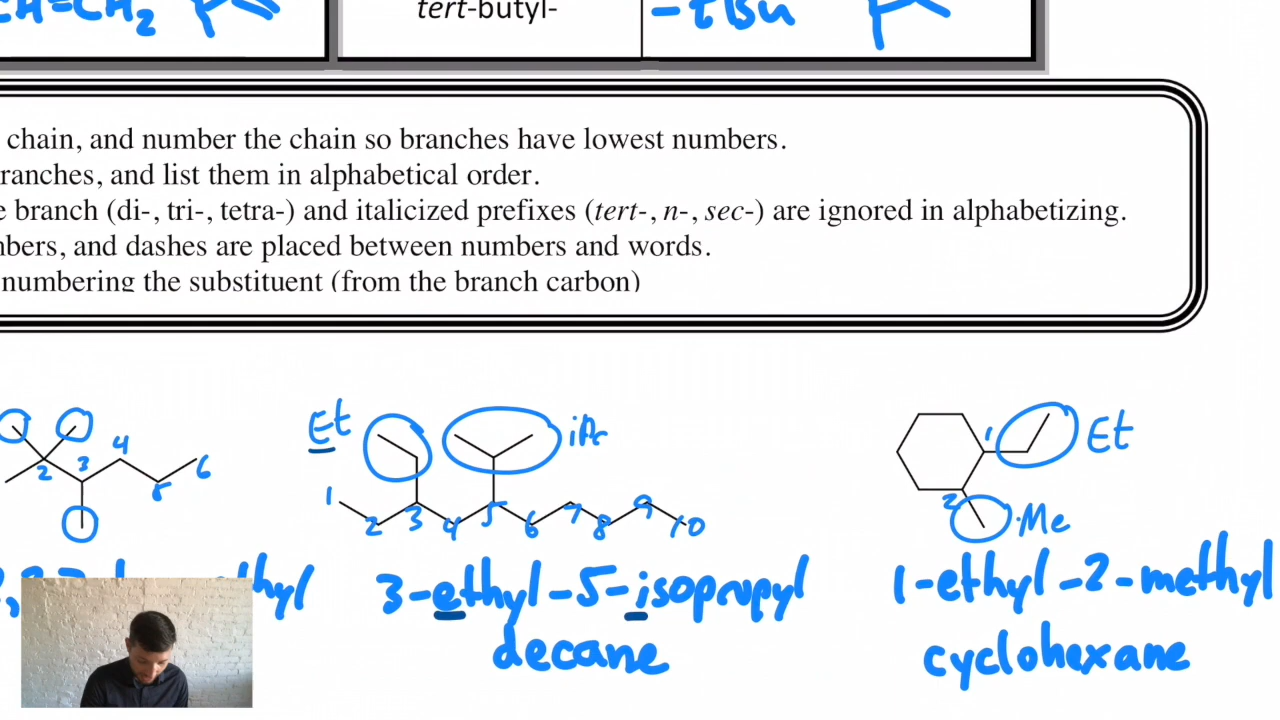 CH=CH2
tert-butyl-
-tBu
chain, and number the chain so branches have lowest numbers.
ranches, and list them in alphabetical order.
e branch (di-, tri-, tetra-) and italicized prefixes (tert-, n-, sec-) are ignored in alphabetizing.
nbers, and dashes are placed between numbers and words.
numbering the substituent (from the branch carbon)
2 3 4 5 6
Et
iPr
1 2 3 4 5 6 7 8 9 10
1
Et
2
Me
thyl
3-ethyl-5-isopropyl
decane
1-ethyl-2-methyl
cyclohexane